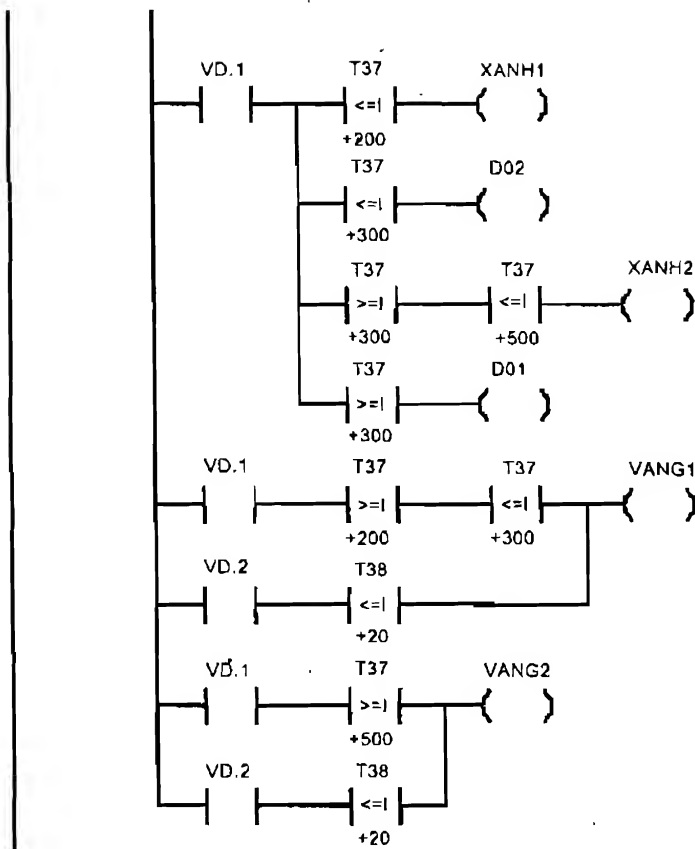 VD.1 T37 XANH1
<=I
+200
T37 D02
<=I
+300
T37 T37 XANH2
>=I <=I
+300 +500
T37 D01
>=I
+300
VD.1 T37 T37 VANG1
>=I <=I
+200 +300
VD.2 T38
<=I
+20
VD.1 T37 VANG2
>=I
+500
VD.2 T38
<=I
+20